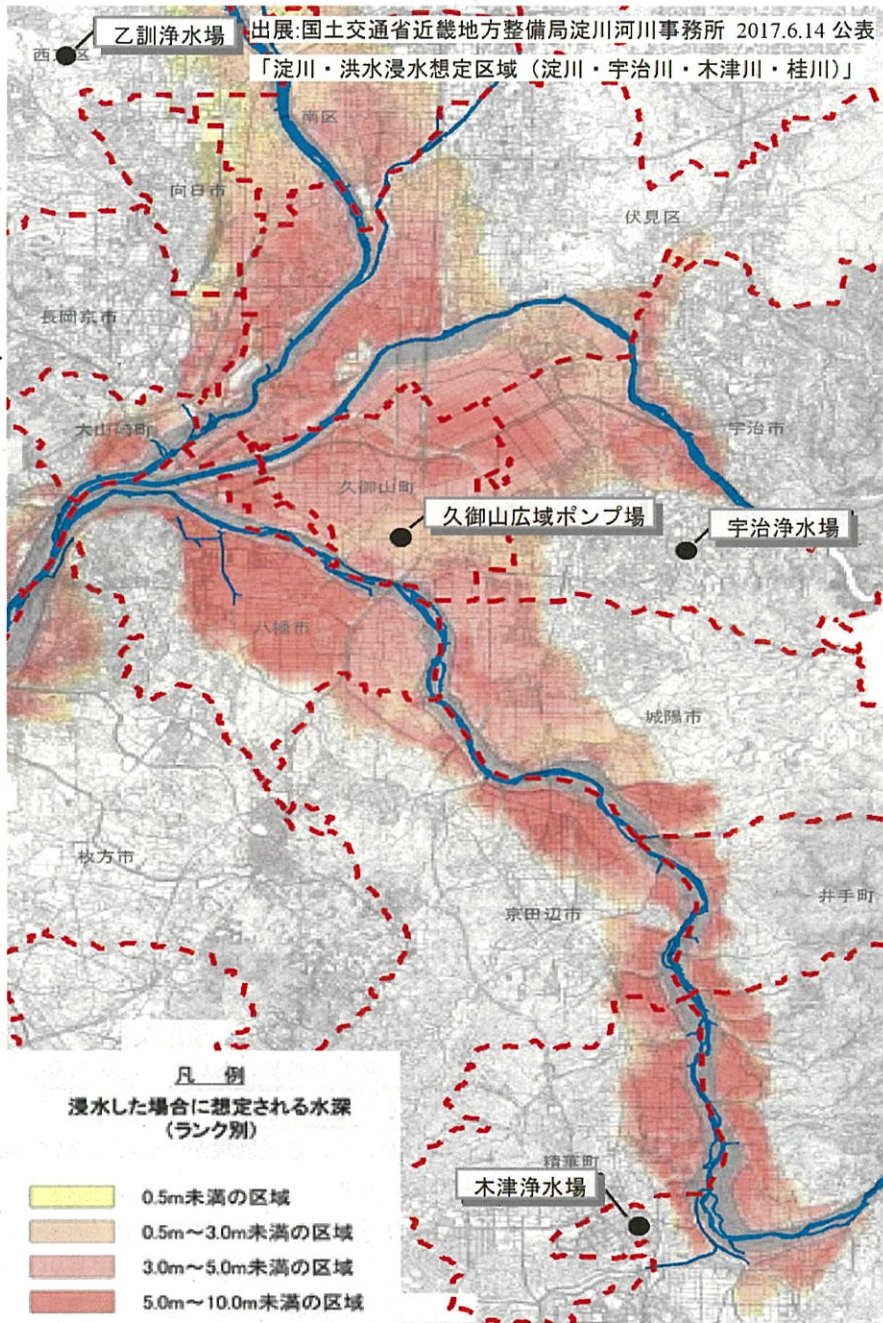 乙訓浄水場
出展:国土交通省近畿地方整備局淀川河川事務所 2017.6.14 公表
「淀川・洪水浸水想定区域（淀川・宇治川・木津川・桂川）」
南区
向日市
伏見区
長岡京市
大山崎町
宇治市
久御山町
久御山広域ポンプ場
宇治浄水場
八幡市
城陽市
枚方市
京田辺市
井手町
精華町
木津浄水場
凡 例
浸水した場合に想定される水深
(ランク別)
0.5m未満の区域
0.5m～3.0m未満の区域
3.0m～5.0m未満の区域
5.0m～10.0m未満の区域